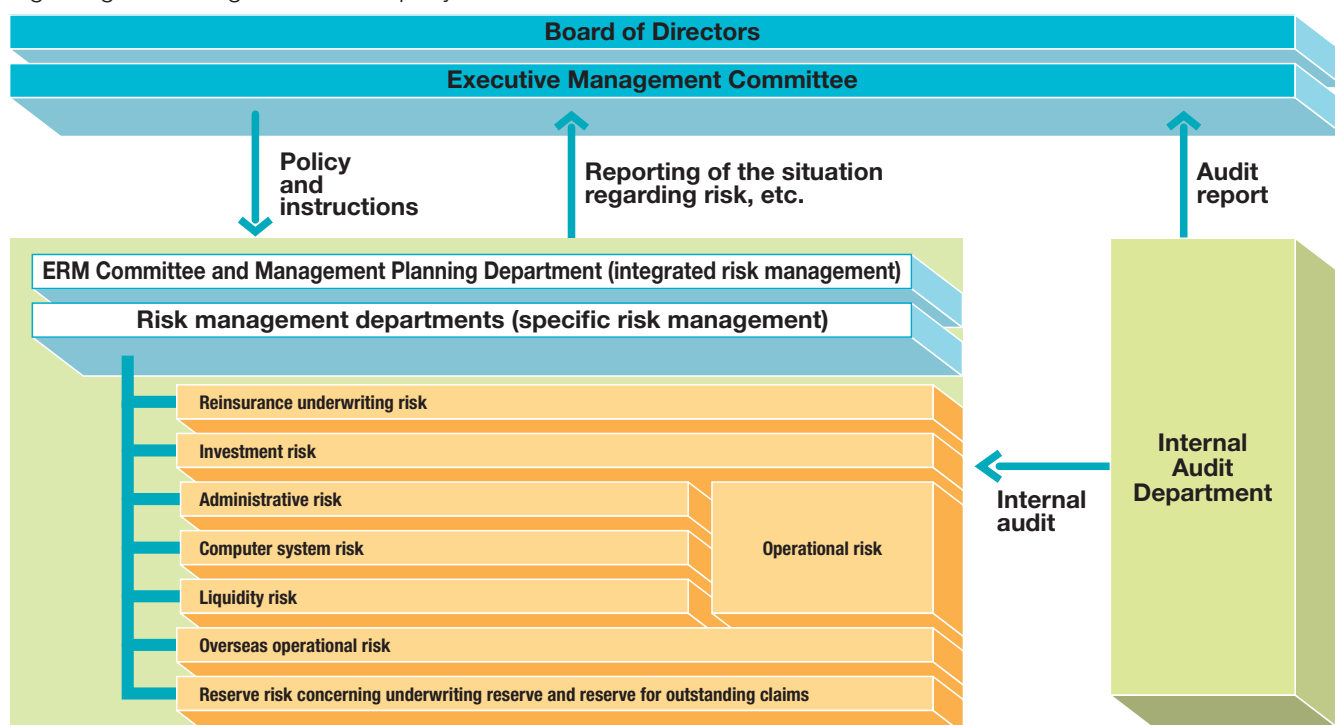 Board of Directors
Executive Management Committee
Policy
and
instructions
Reporting of the situation
regarding risk, etc.
Audit
report
ERM Committee and Management Planning Department (integrated risk management)
Risk management departments (specific risk management)
Reinsurance underwriting risk
Investment risk
Administrative risk
Computer system risk
Liquidity risk
Operational risk
Overseas operational risk
Reserve risk concerning underwriting reserve and reserve for outstanding claims
Internal
audit
Internal
Audit
Department